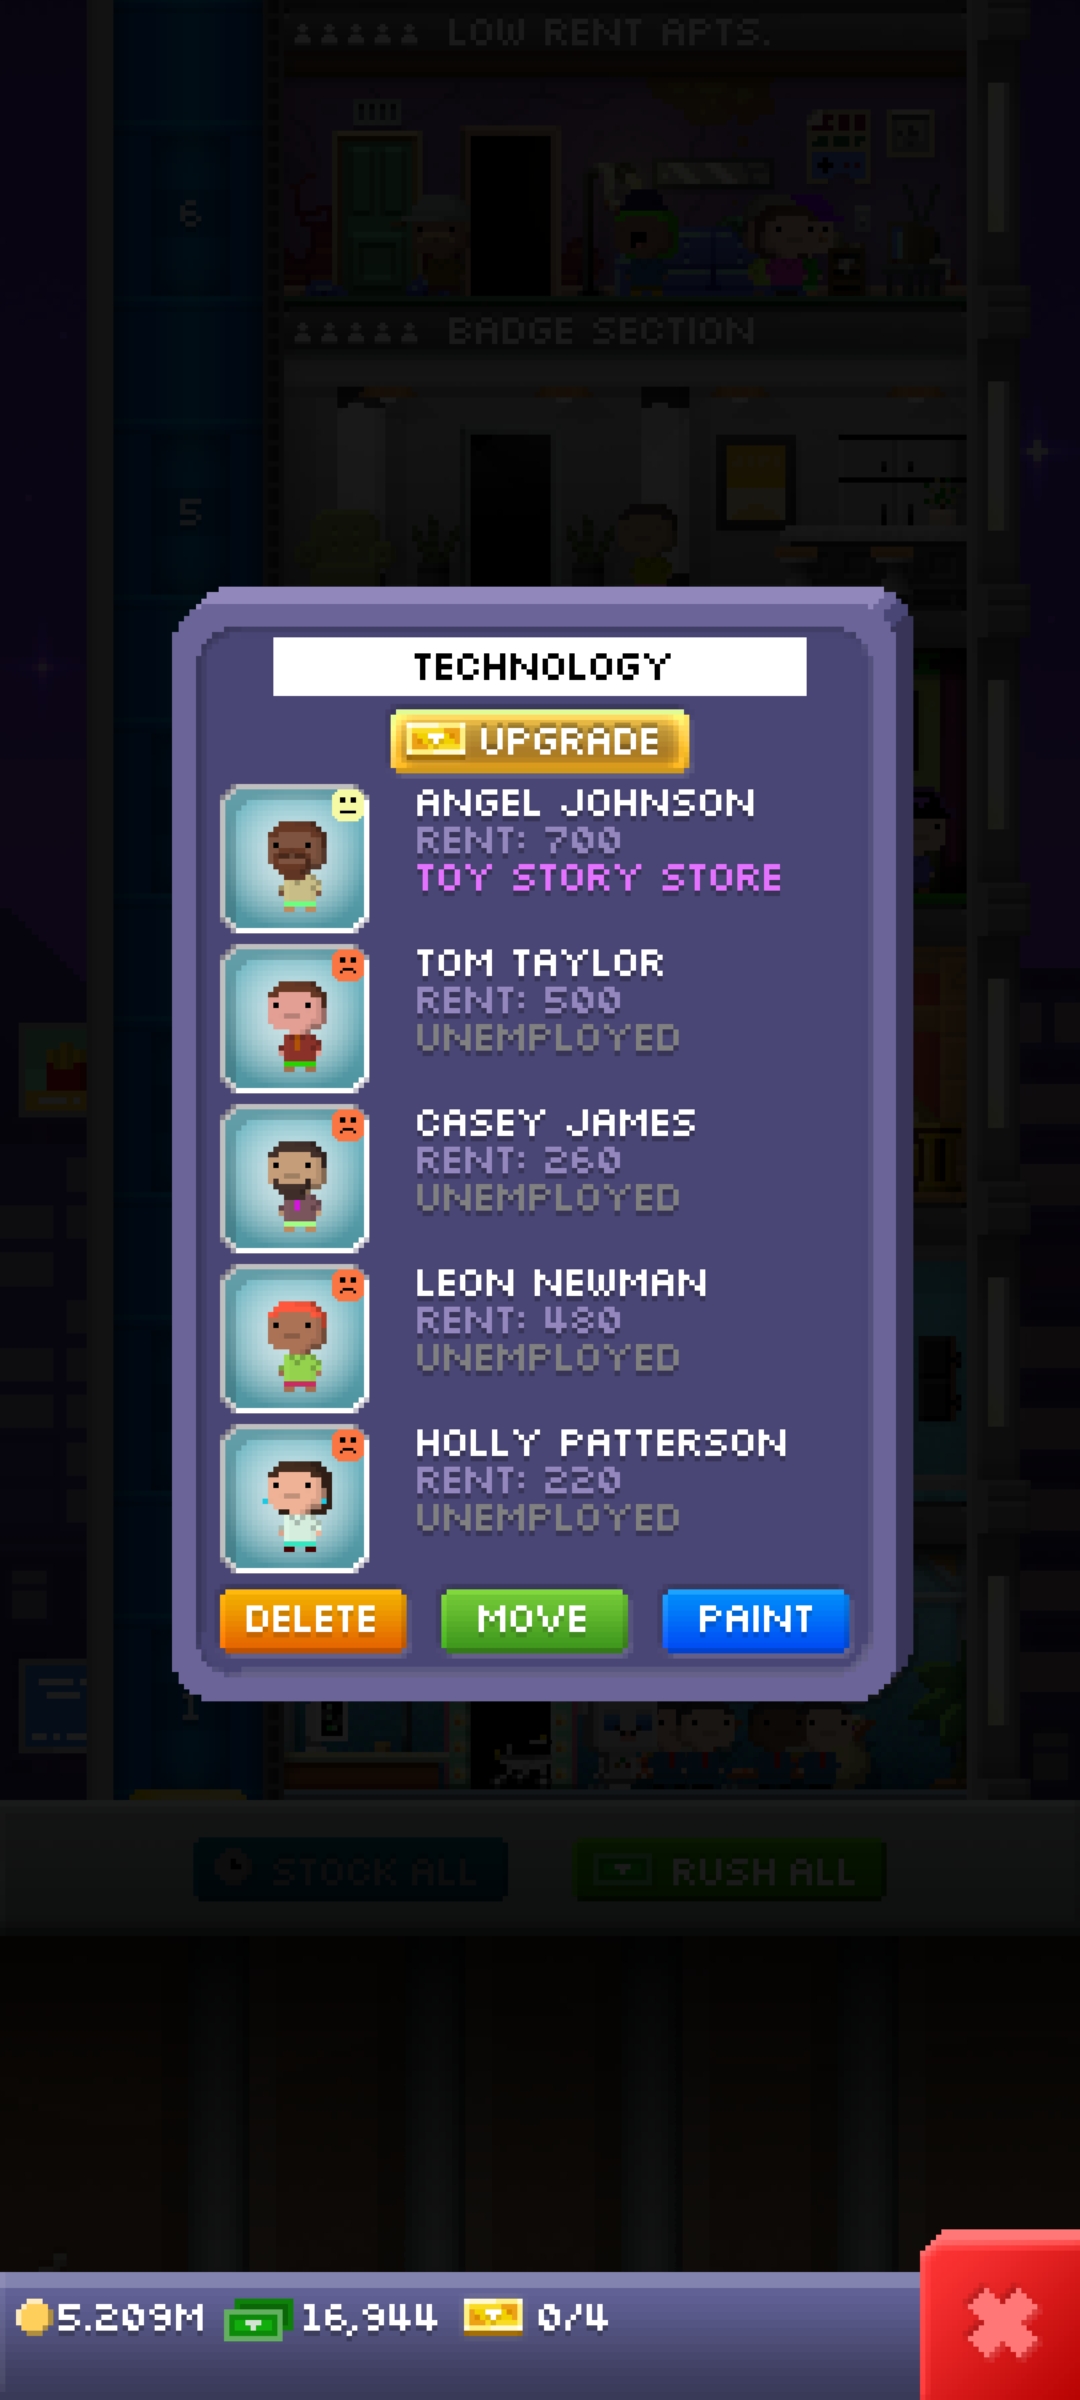 LOW RENT APTS.
6
BADGE SECTION
5
TECHNOLOGY
UPGRADE
ANGEL JOHNSON
RENT: 700
TOY STORY STORE
TOM TAYLOR
RENT: 500
UNEMPLOYED
CASEY JAMES
RENT: 260
UNEMPLOYED
LEON NEWMAN
RENT: 480
UNEMPLOYED
HOLLY PATTERSON
RENT: 220
UNEMPLOYED
DELETE MOVE PAINT
1
STOCK ALL RUSH ALL
5.209M 16,944 0/4